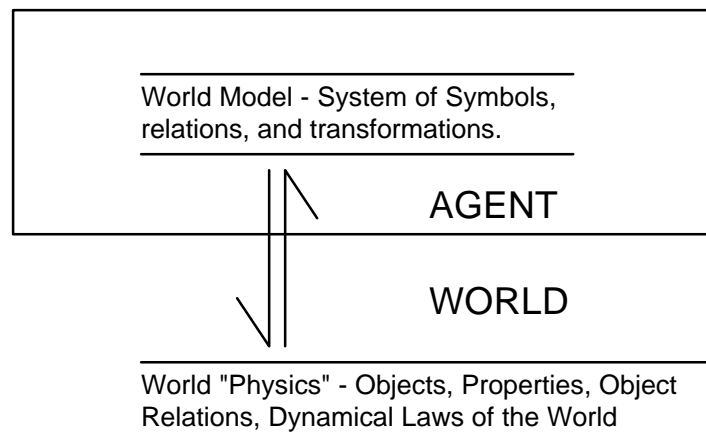 World Model - System of Symbols,
relations, and transformations.
AGENT
WORLD
World "Physics" - Objects, Properties, Object
Relations, Dynamical Laws of the World